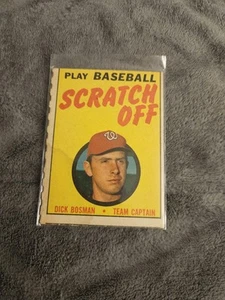 PLAY BASEBALL
SCRATCH
OFF
W
DICK BOSMAN • TEAM CAPTAIN